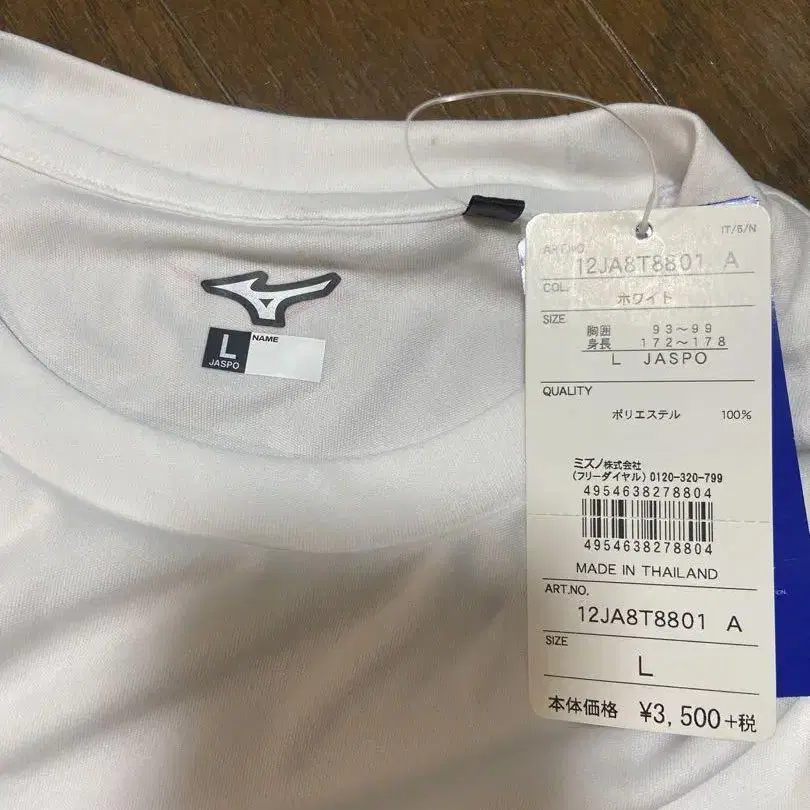 L
JASPO
NAME
IT/5/N
ART.NO.
12JA8T8801 A
COL.
ホワイト
SIZE
胸囲 93〜99
身長 172〜178
L JASPO
QUALITY
ポリエステル 100%
ミズノ株式会社
(フリーダイヤル) 0120-320-799
4954638278804
4954638278804
MADE IN THAILAND
ART.NO.
12JA8T8801 A
SIZE
L
本体価格 ¥3,500+税